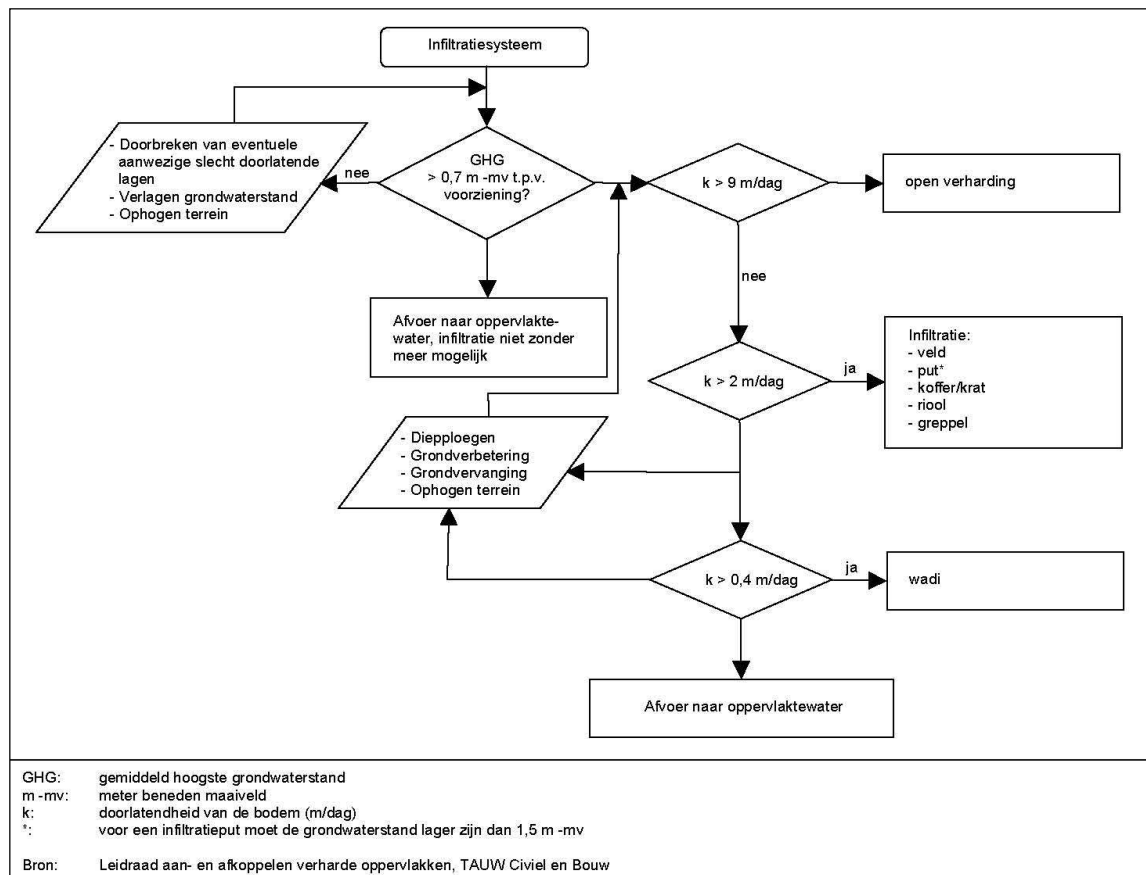 Infiltratiesysteem
- Doorbreken van eventuele
aanwezige slecht doorlatende
lagen
- Verlagen grondwaterstand
- Ophogen terrein
nee
GHG
> 0,7 m -mv t.p.v.
voorziening?
k > 9 m/dag
open verharding
nee
Afvoer naar oppervlakte-
water, infiltratie niet zonder
meer mogelijk
k > 2 m/dag
ja
Infiltratie:
- veld
- put*
- koffer/krat
- riool
- greppel
- Diepploegen
- Grondverbetering
- Grondvervanging
- Ophogen terrein
k > 0,4 m/dag
ja
wadi
Afvoer naar oppervlaktewater
GHG: gemiddeld hoogste grondwaterstand
m -mv: meter beneden maaiveld
k: doorlatendheid van de bodem (m/dag)
*: voor een infiltratieput moet de grondwaterstand lager zijn dan 1,5 m -mv
Bron: Leidraad aan- en afkoppelen verharde oppervlakken, TAUW Civiel en Bouw